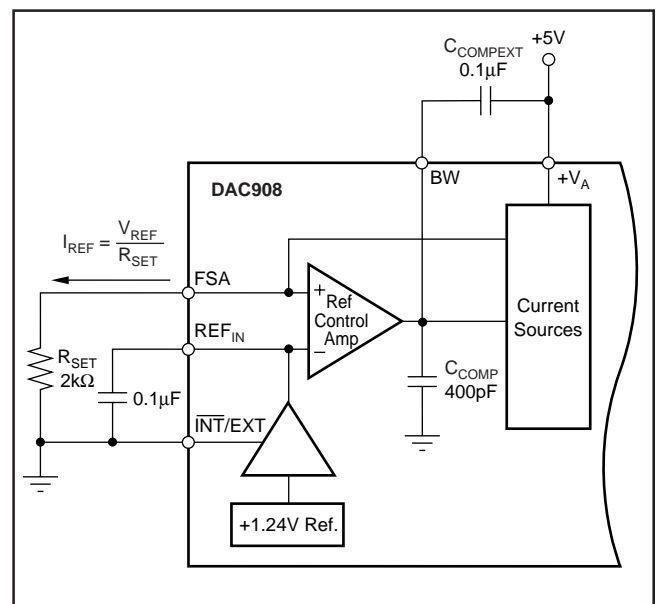 +5V
C_COMPEXT
0.1µF
DAC908
BW
+V_A
I_REF = V_REF / R_SET
FSA
+
Ref
Control
Amp
–
Current
Sources
REF_IN
R_SET
2kΩ
0.1µF
C_COMP
400pF
I̅N̅T̅/EXT
+1.24V Ref.